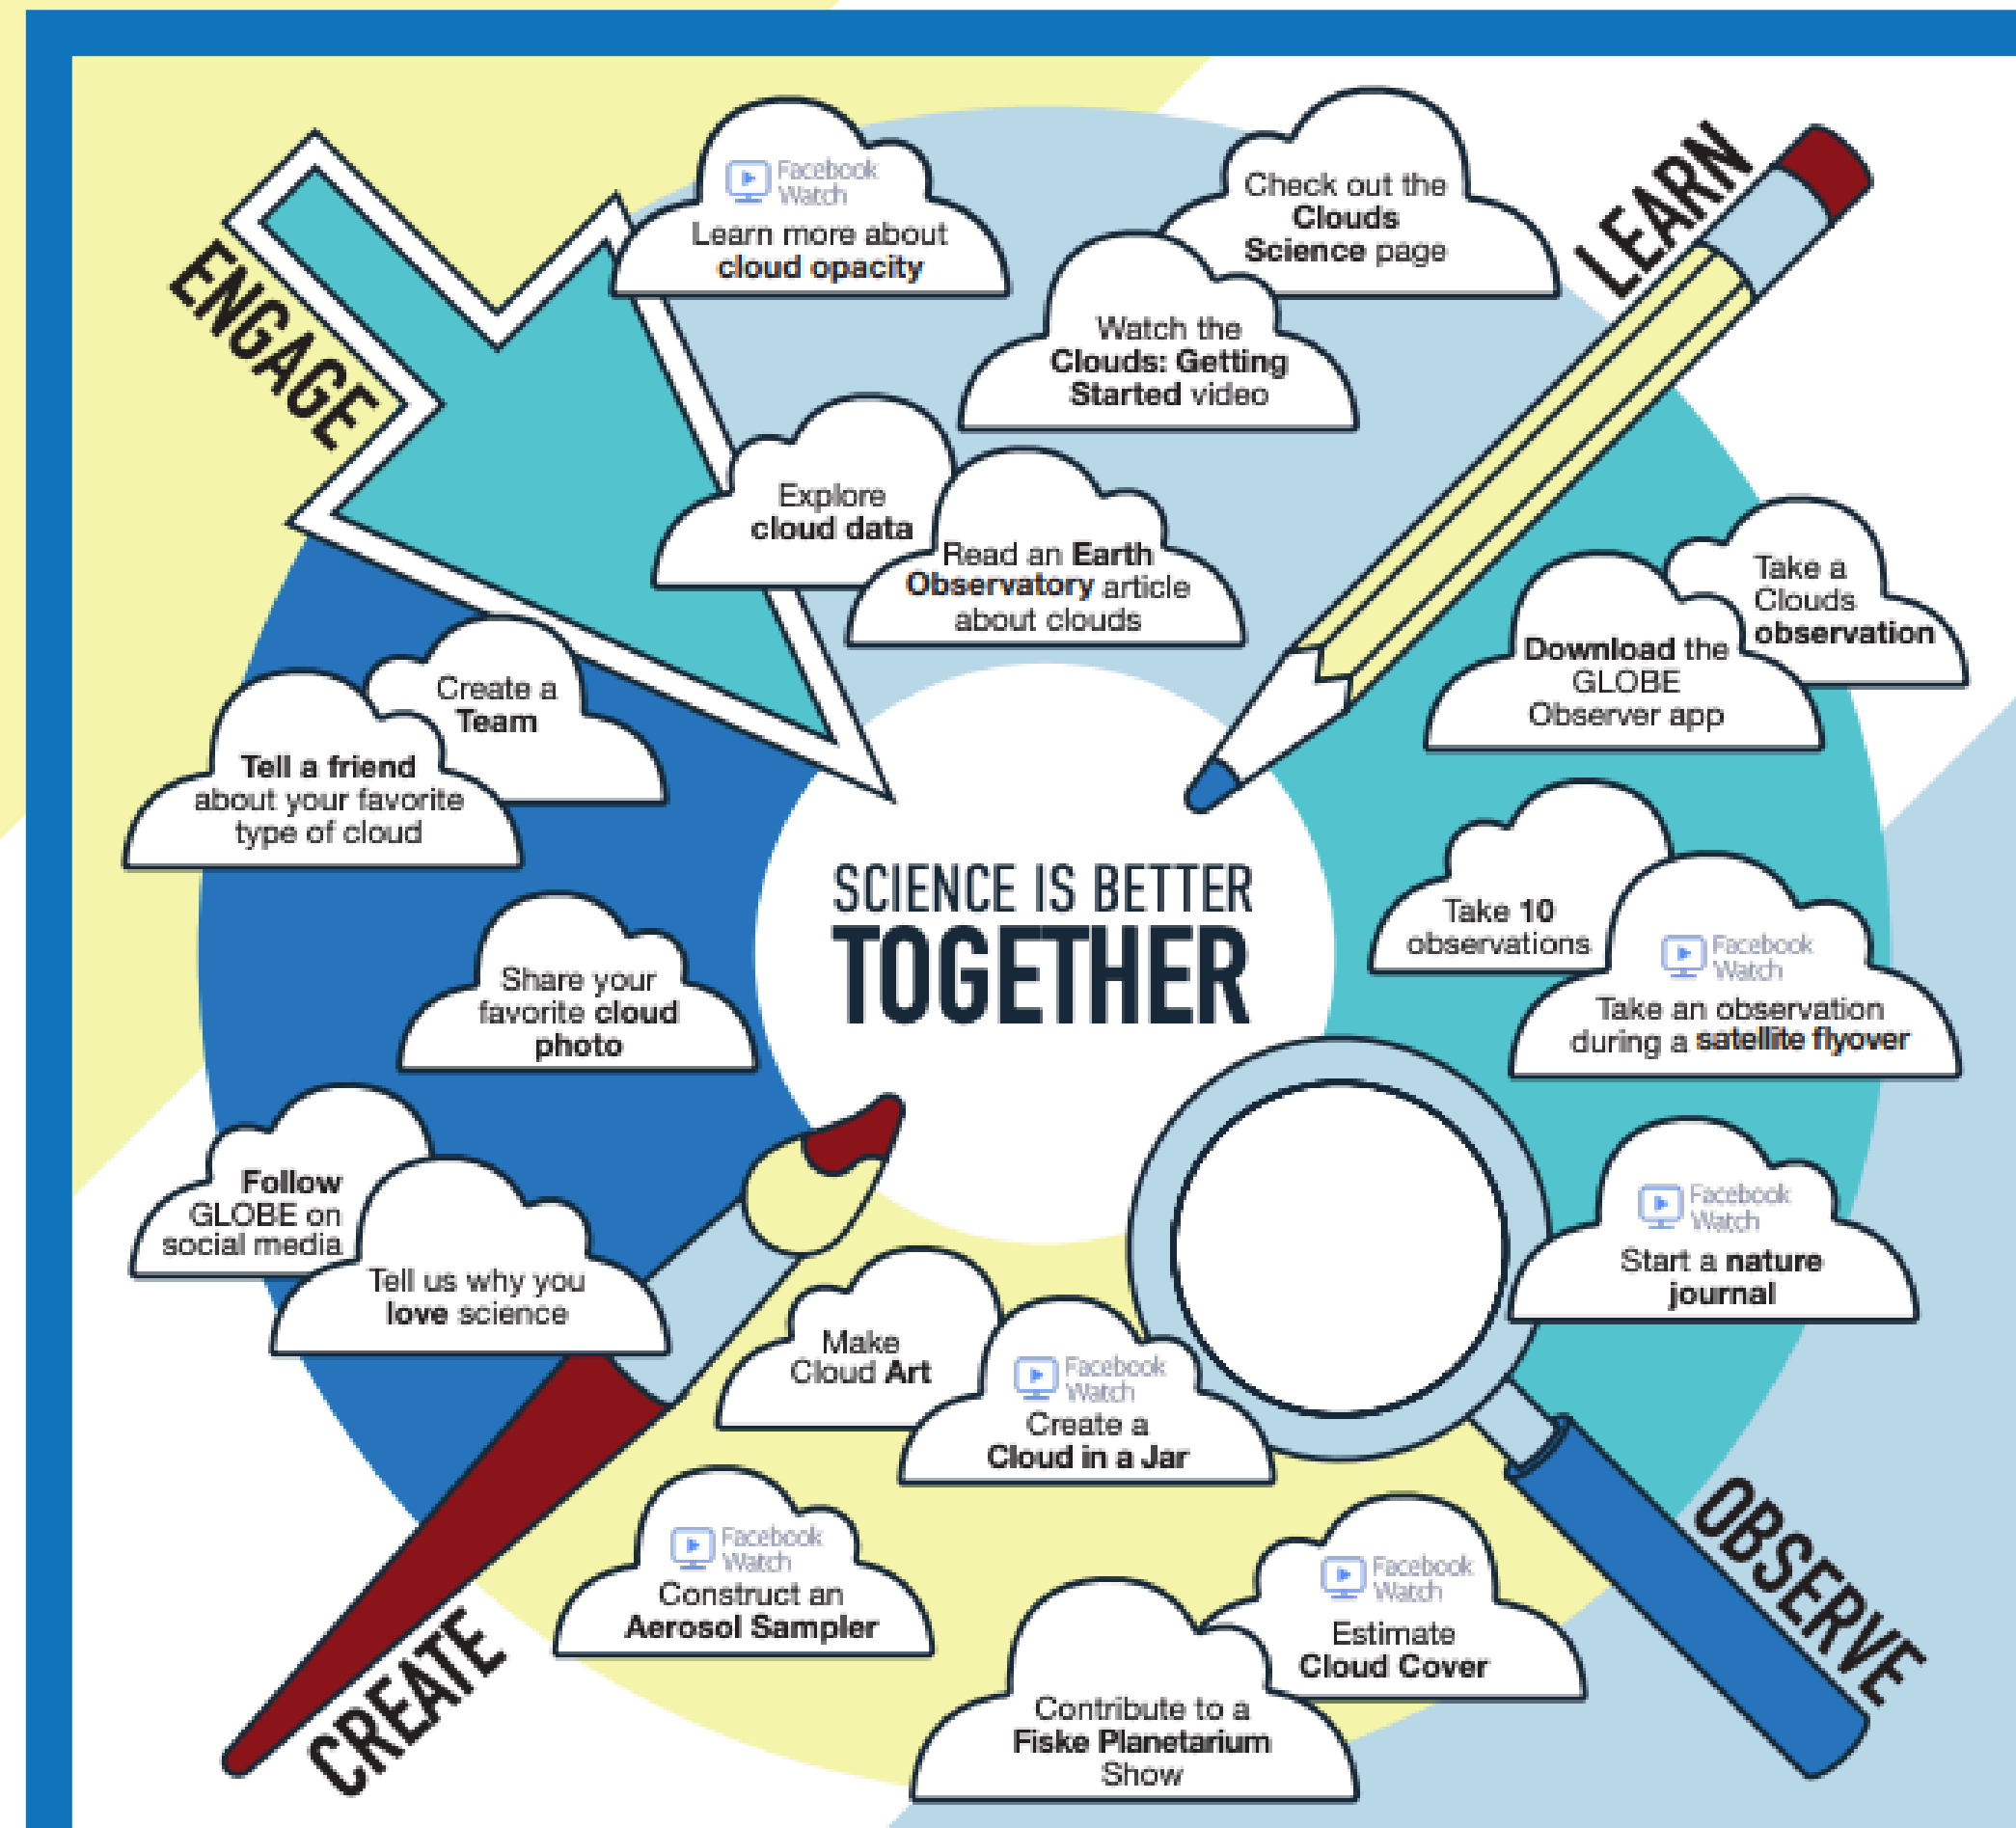 ENGAGE
Facebook
Watch
Learn more about
cloud opacity
Check out the
Clouds
Science page
LEARN
Watch the
Clouds: Getting
Started video
Explore
cloud data
Read an Earth
Observatory article
about clouds
Take a
Clouds
observation
Download the
GLOBE
Observer app
Create a
Team
Tell a friend
about your favorite
type of cloud
SCIENCE IS BETTER
TOGETHER
Take 10
observations
Facebook
Watch
Take an observation
during a satellite flyover
Share your
favorite cloud
photo
Follow
GLOBE on
social media
Tell us why you
love science
Facebook
Watch
Start a nature
journal
Make
Cloud Art
Facebook
Watch
Create a
Cloud in a Jar
Facebook
Watch
Construct an
Aerosol Sampler
Facebook
Watch
Estimate
Cloud Cover
Contribute to a
Fiske Planetarium
Show
CREATE
OBSERVE